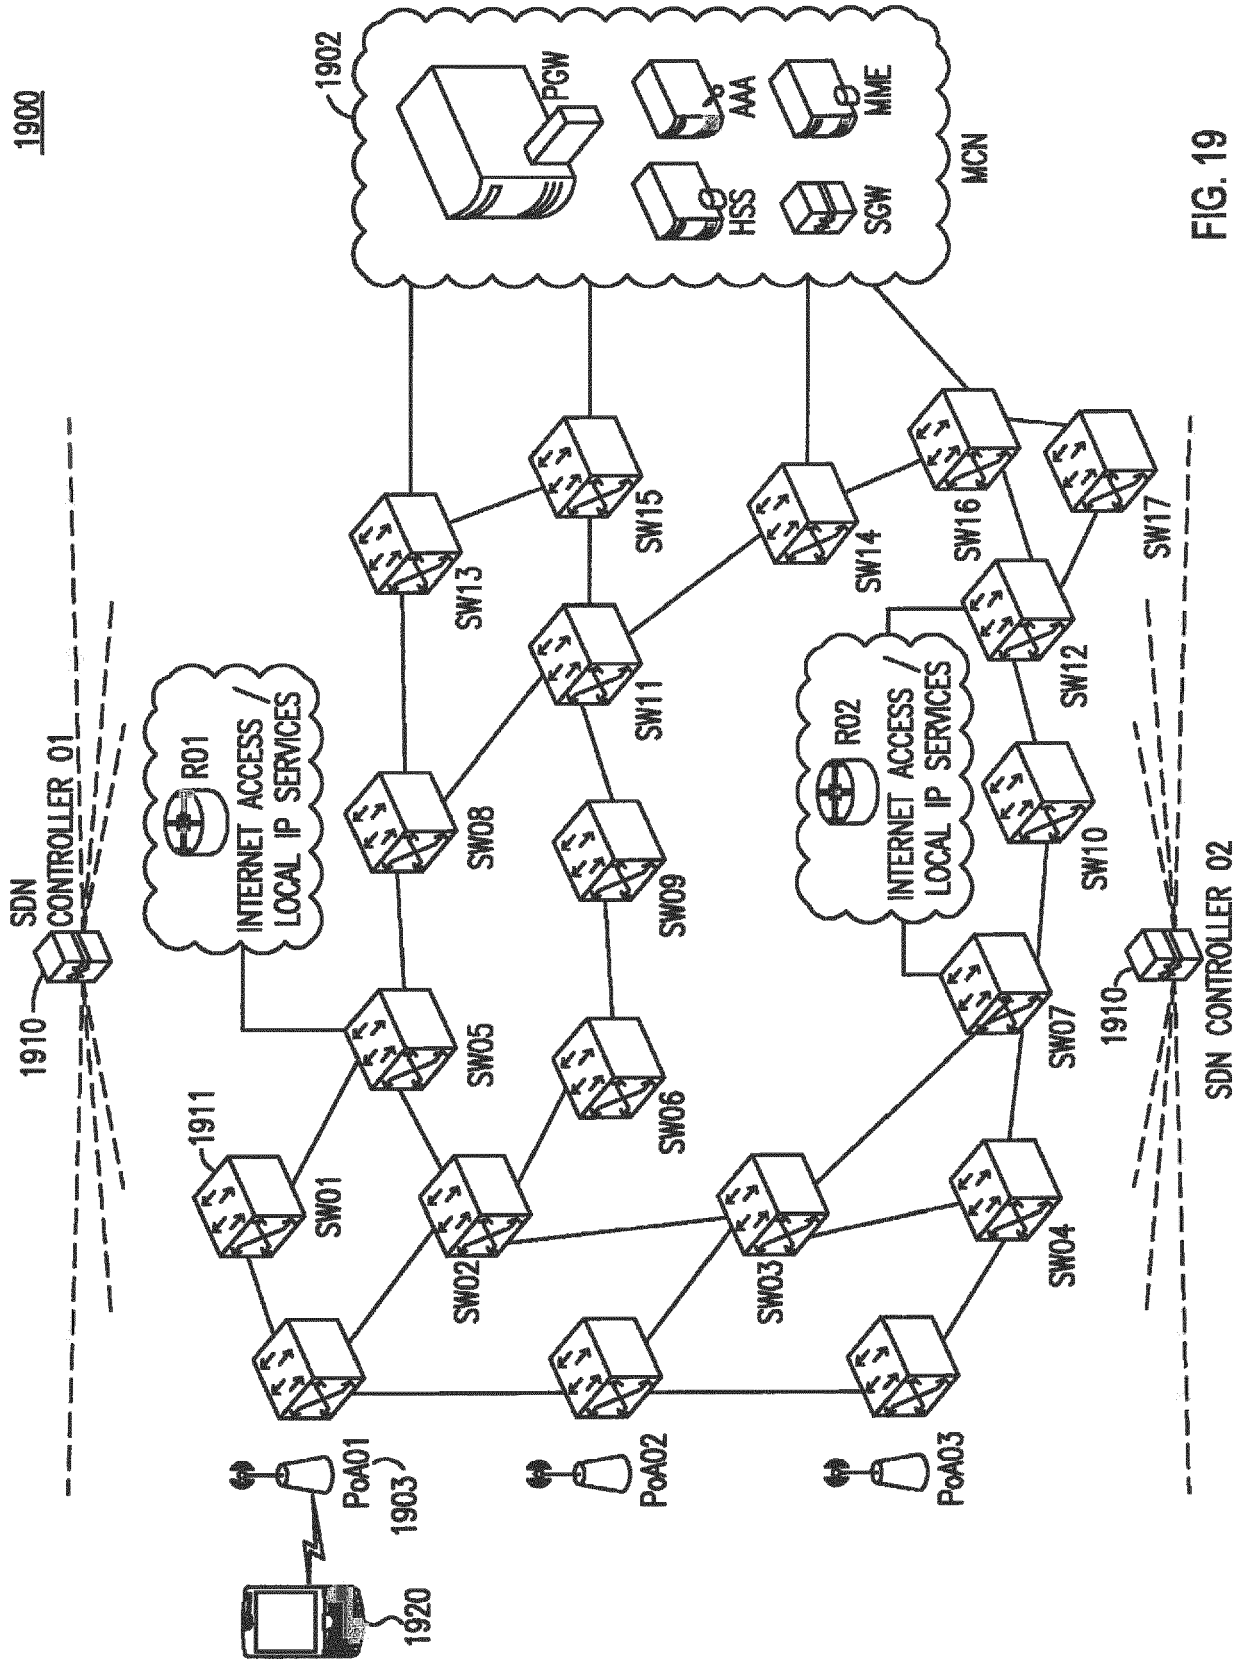 1900
SDN
CONTROLLER 01
1910
1902
PGW
HSS
AAA
SGW
MME
MCN
R01
INTERNET ACCESS /
LOCAL IP SERVICES
1911
SW01
SW05
SW08
SW13
SW15
SW02
SW06
SW09
SW11
SW14
R02
INTERNET ACCESS /
LOCAL IP SERVICES
SW03
SW04
SW07
SW10
SW12
SW16
SW17
1920
PoA01
1903
PoA02
PoA03
1910
SDN CONTROLLER 02
FIG. 19